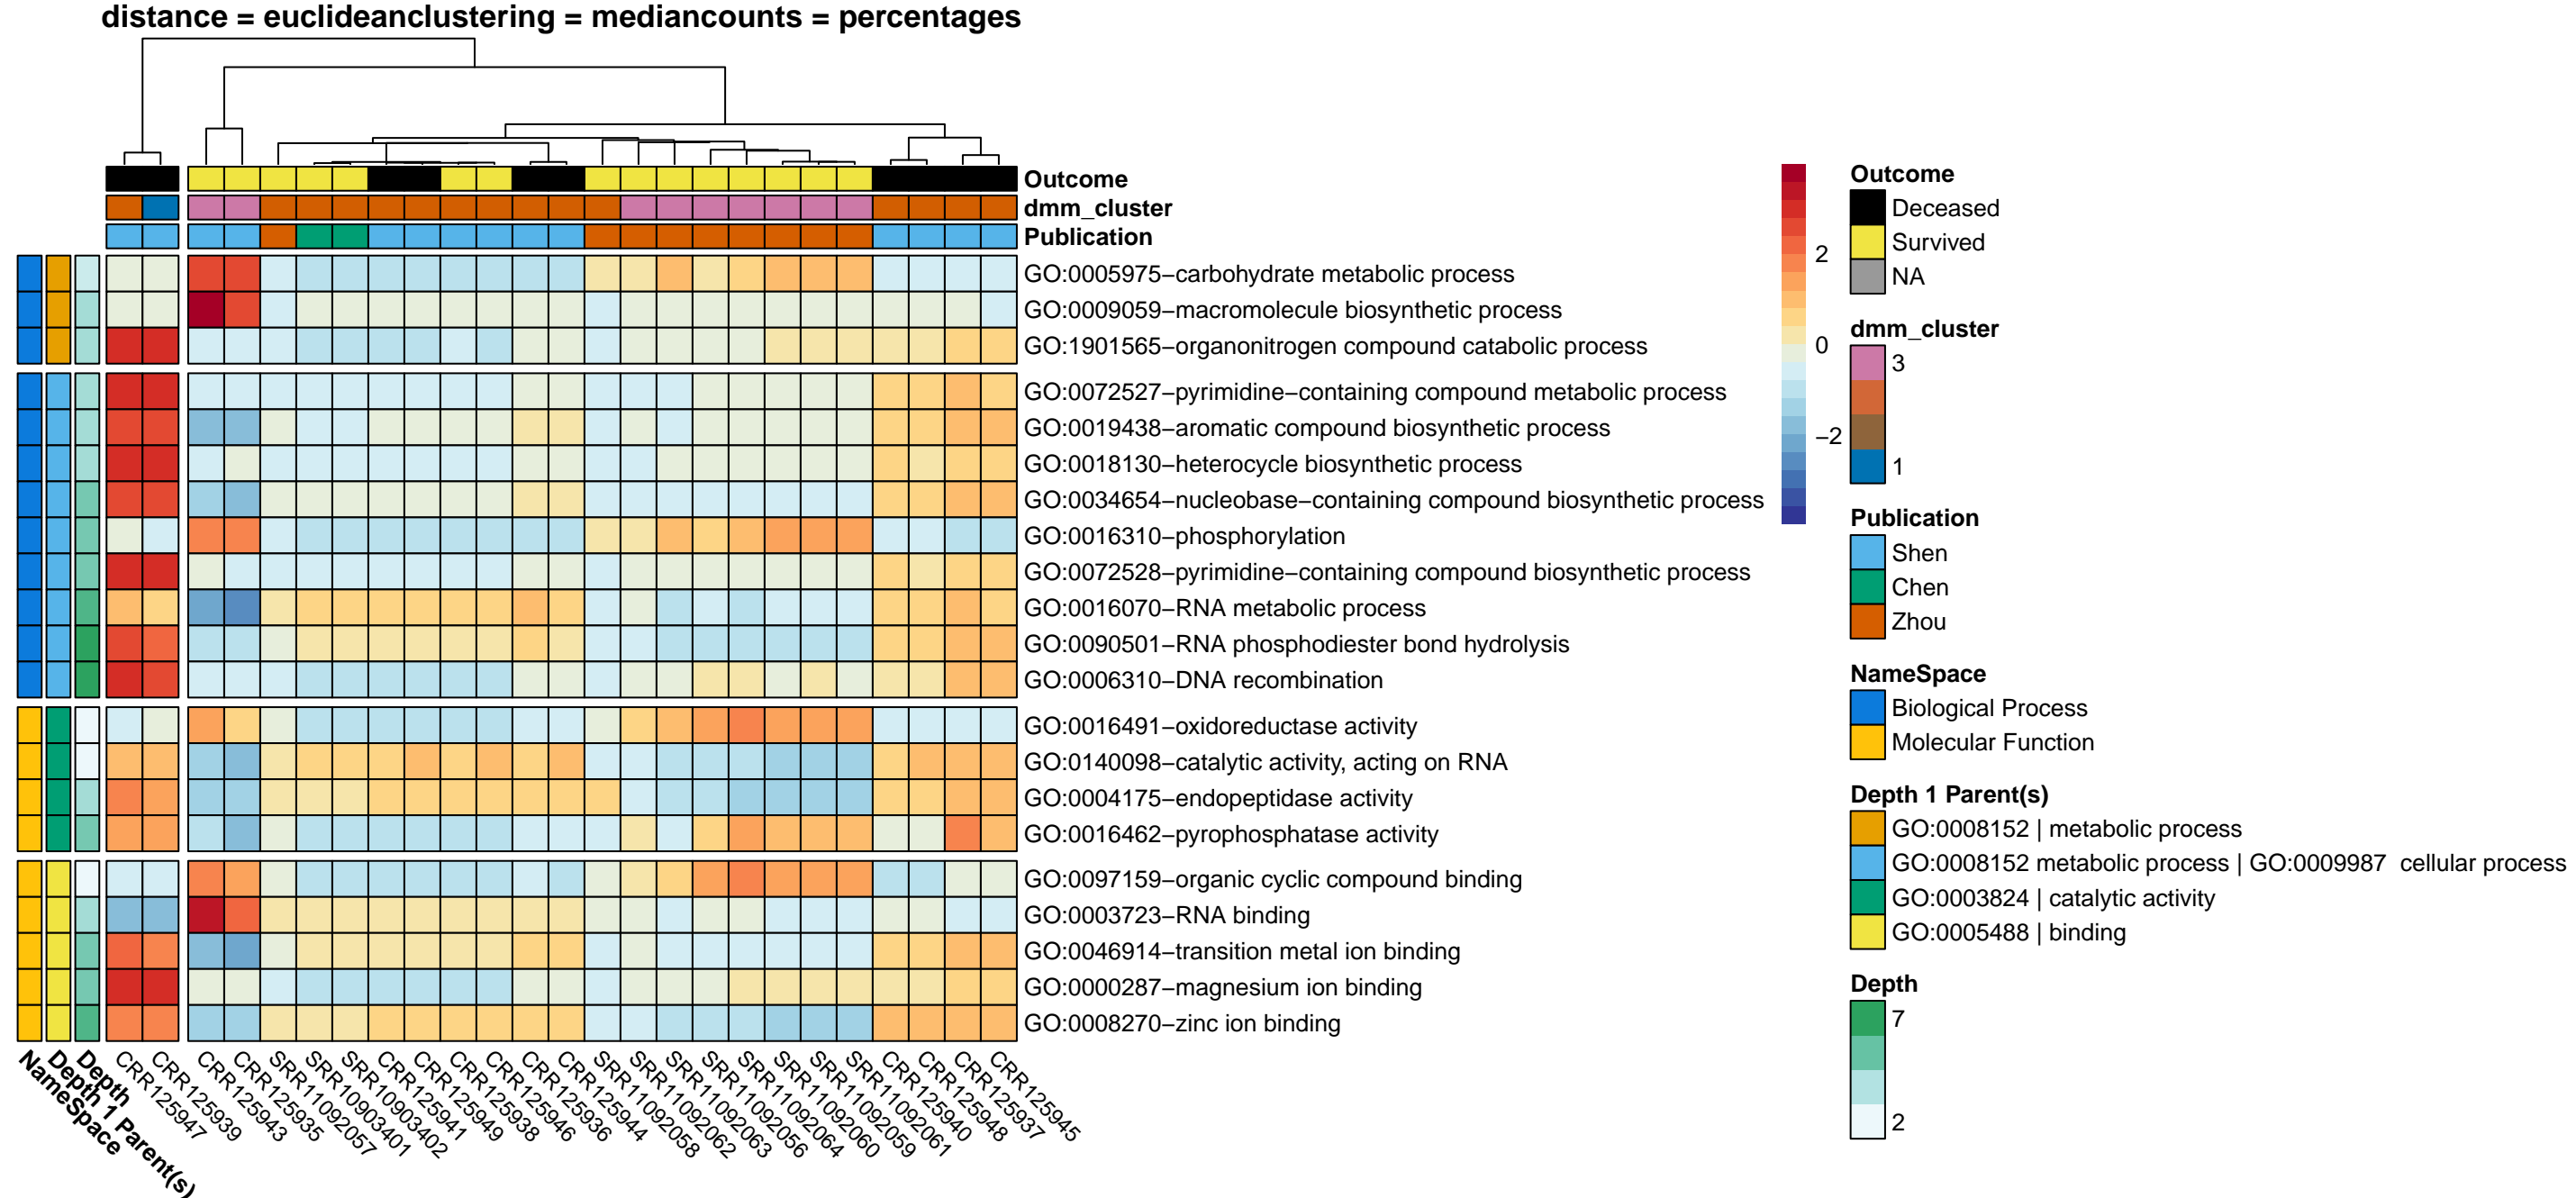 distance = euclideanclustering = mediancounts = percentages
Outcome
dmm_cluster
Publication
GO:0005975−carbohydrate metabolic process
GO:0009059−macromolecule biosynthetic process
GO:1901565−organonitrogen compound catabolic process
GO:0072527−pyrimidine−containing compound metabolic process
GO:0019438−aromatic compound biosynthetic process
GO:0018130−heterocycle biosynthetic process
GO:0034654−nucleobase−containing compound biosynthetic process
GO:0016310−phosphorylation
GO:0072528−pyrimidine−containing compound biosynthetic process
GO:0016070−RNA metabolic process
GO:0090501−RNA phosphodiester bond hydrolysis
GO:0006310−DNA recombination
GO:0016491−oxidoreductase activity
GO:0140098−catalytic activity, acting on RNA
GO:0004175−endopeptidase activity
GO:0016462−pyrophosphatase activity
GO:0097159−organic cyclic compound binding
GO:0003723−RNA binding
GO:0046914−transition metal ion binding
GO:0000287−magnesium ion binding
GO:0008270−zinc ion binding
NameSpace
Depth 1 Parent(s)
Depth
CRR125947
CRR125939
CRR125943
CRR125935
SRR11092057
SRR10903401
SRR10903402
CRR125941
CRR125949
CRR125938
CRR125946
CRR125936
CRR125944
SRR11092058
SRR11092062
SRR11092063
SRR11092056
SRR11092064
SRR11092060
SRR11092059
SRR11092061
CRR125940
CRR125948
CRR125937
CRR125945
2
0
−2
Outcome
Deceased
Survived
NA
dmm_cluster
3
1
Publication
Shen
Chen
Zhou
NameSpace
Biological Process
Molecular Function
Depth 1 Parent(s)
GO:0008152 | metabolic process
GO:0008152 metabolic process | GO:0009987 cellular process
GO:0003824 | catalytic activity
GO:0005488 | binding
Depth
7
2